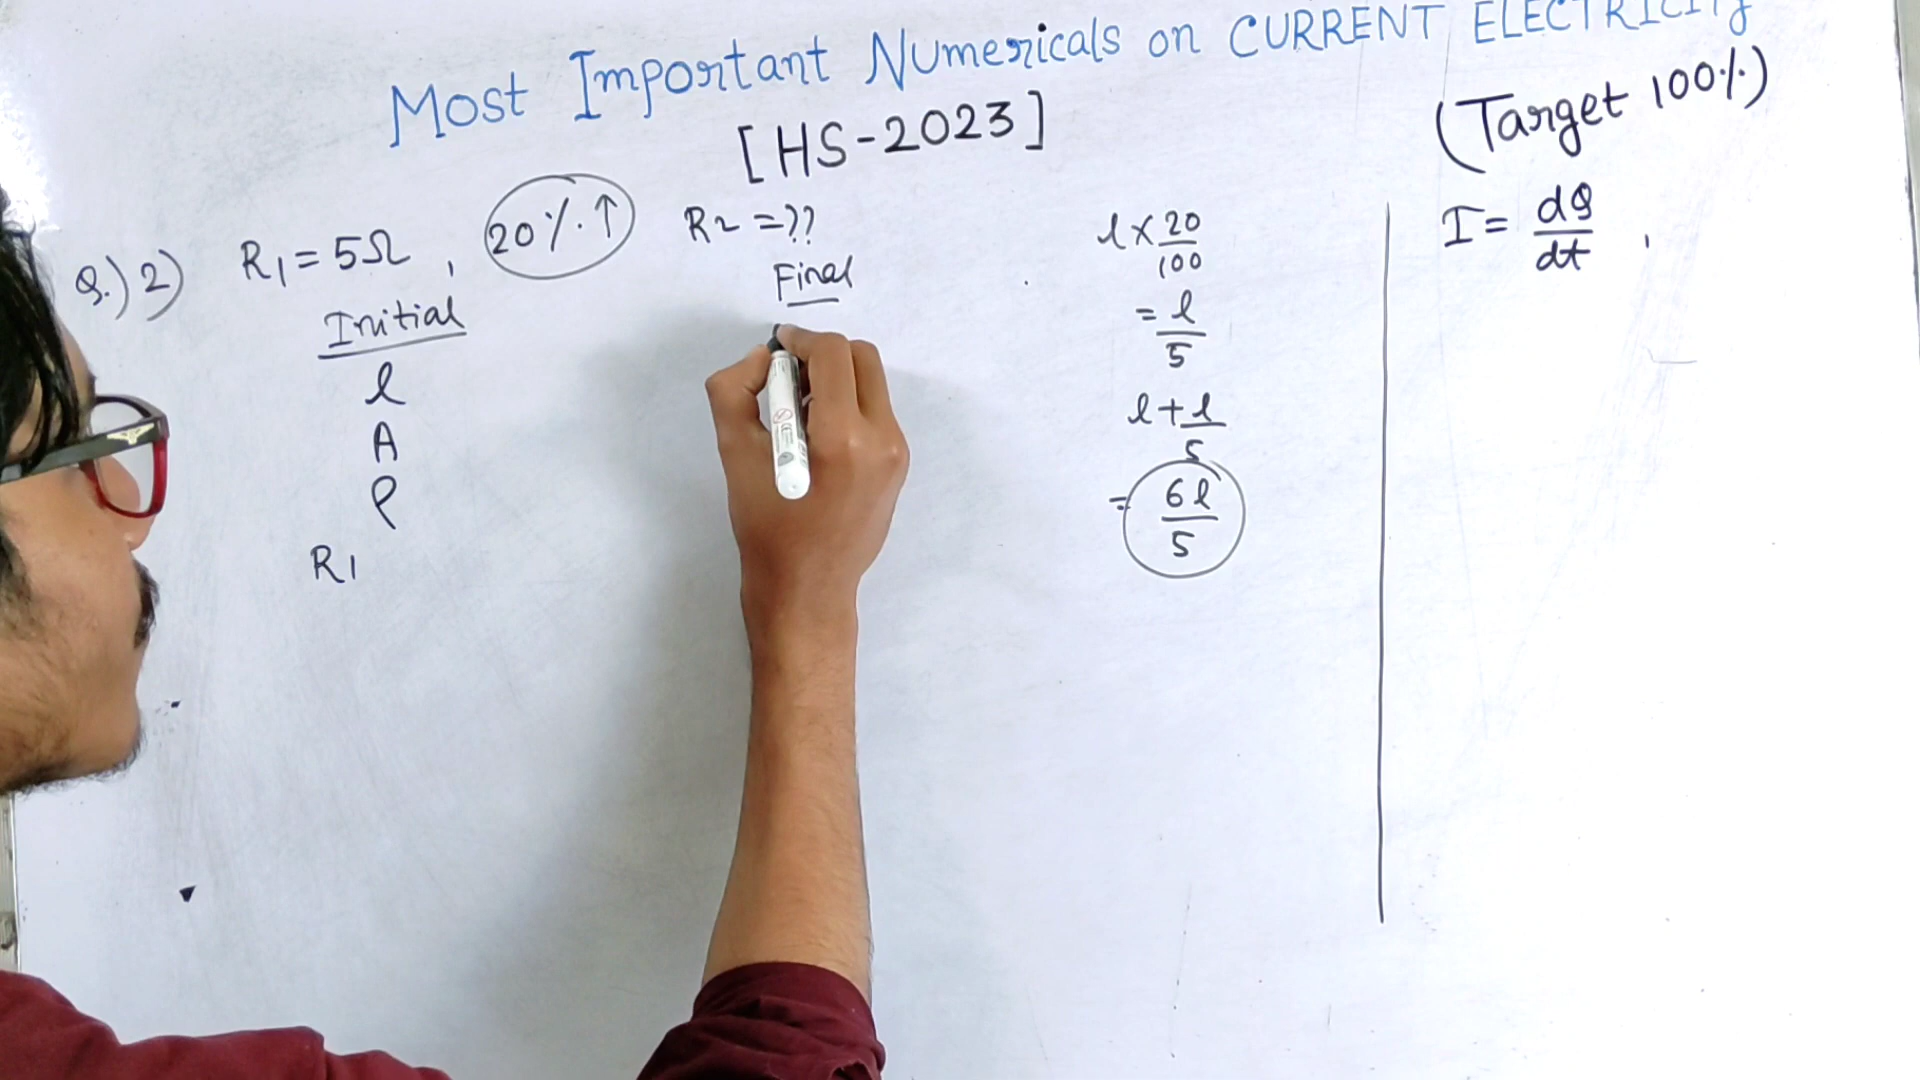 Most Important Numericals on CURRENT ELECTRICITY
[HS-2023]
(Target 100%)
Q.) 2) R1 = 5Ω , 20% ↑ R2 = ??
Initial
l
A
ρ
R1
Final
l × 20/100
= l/5
l + l/5
= 6l/5
I = dQ/dt ,